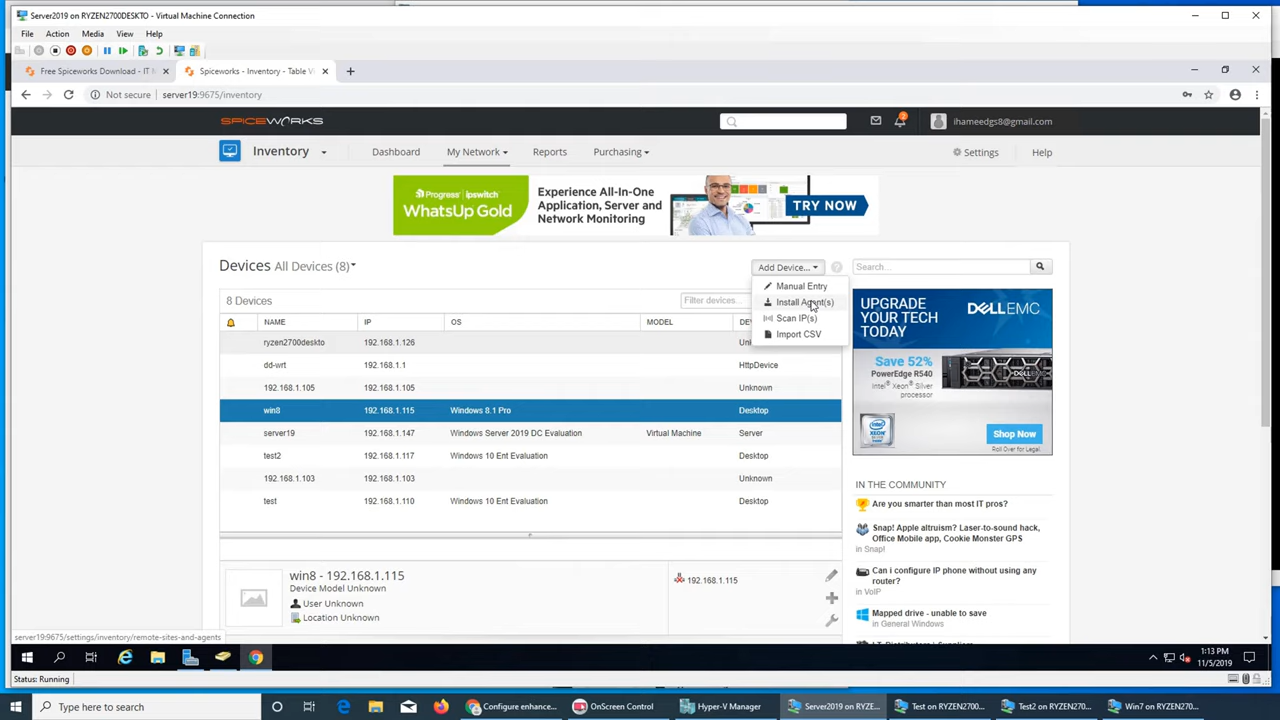 Server2019 on RYZEN2700DESKTO - Virtual Machine Connection
File Action Media View Help
Free Spiceworks Download - IT
Spiceworks - Inventory - Table V
Not secure server19:9675/inventory
SPICEWORKS
2
ihameedgs8@gmail.com
Inventory Dashboard My Network Reports Purchasing Settings Help
Progress ipswitch
WhatsUp Gold
Experience All-In-One
Application, Server and
Network Monitoring
TRY NOW
Devices All Devices (8)
Add Device...
Search...
Manual Entry
Install Agent(s)
Scan IP(s)
Import CSV
8 Devices
Filter devices...
NAME IP OS MODEL
ryzen2700deskto 192.168.1.126
dd-wrt 192.168.1.1 HttpDevice
192.168.1.105 192.168.1.105 Unknown
win8 192.168.1.115 Windows 8.1 Pro Desktop
server19 192.168.1.147 Windows Server 2019 DC Evaluation Virtual Machine Server
test2 192.168.1.117 Windows 10 Ent Evaluation Desktop
192.168.1.103 192.168.1.103 Unknown
test 192.168.1.110 Windows 10 Ent Evaluation Desktop
UPGRADE
YOUR TECH
TODAY
DELLEMC
Save 52%
PowerEdge R540
Intel® Xeon® Silver
processor
Shop Now
Roll Over for Legal.
IN THE COMMUNITY
Are you smarter than most IT pros?
Snap! Apple altruism? Laser-to-sound hack,
Office Mobile app, Cookie Monster GPS
in Snap!
Can i configure IP phone without using any
router?
in VoIP
Mapped drive - unable to save
in General Windows
win8 - 192.168.1.115
Device Model Unknown
User Unknown
Location Unknown
192.168.1.115
server19:9675/settings/inventory/remote-sites-and-agents
1:13 PM
11/5/2019
Status: Running
Type here to search
Configure enhance...
OnScreen Control
Hyper-V Manager
Server2019 on RYZE...
Test on RYZEN2700...
Test2 on RYZEN270...
Win7 on RYZEN270...